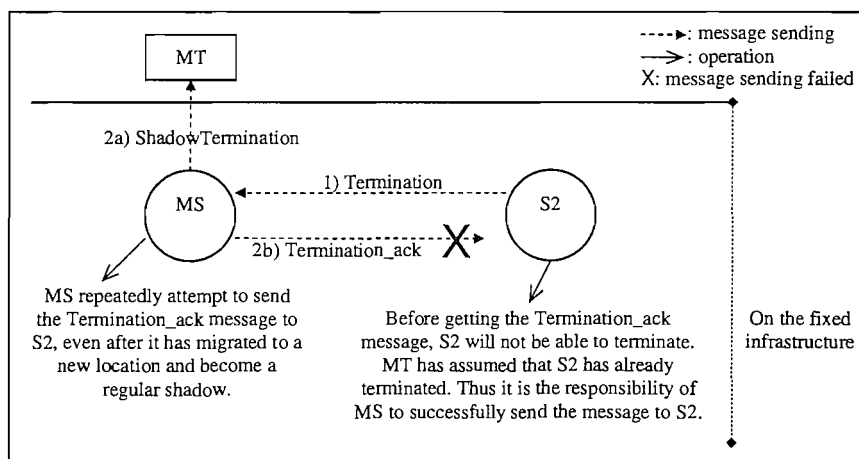 MT
: message sending
: operation
X: message sending failed
2a) ShadowTermination
1) Termination
MS
S2
2b) Termination_ack
X
MS repeatedly attempt to send
the Termination_ack message to
S2, even after it has migrated to a
new location and become a
regular shadow.
Before getting the Termination_ack
message, S2 will not be able to terminate.
MT has assumed that S2 has already
terminated. Thus it is the responsibility of
MS to successfully send the message to S2.
On the fixed
infrastructure